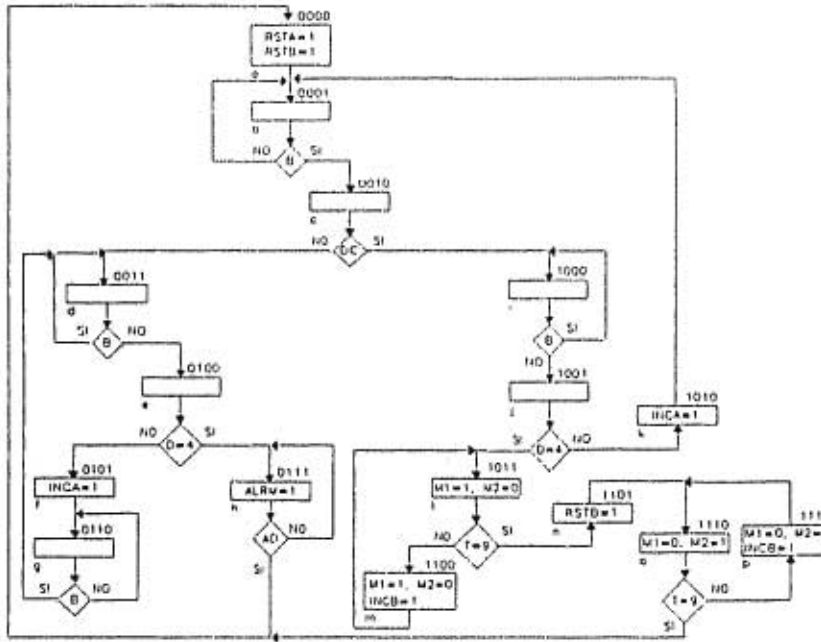 0000
RSTA=1
RSTB=1
0001
NO
B
SI
0010
c
NO
DC
SI
0011
d
SI
B
NO
0100
e
NO
D=4
SI
0101
INCA=1
f
0110
g
SI
B
NO
0111
ALRM=1
h
AD
NO
SI
1000
B
SI
NO
1001
j
SI
D=4
NO
1010
INCA=1
k
1011
M1=1, M2=0
l
NO
T=9
SI
1100
M1=1, M2=0
INCB=1
m
1101
RSTB=1
n
1110
M1=0, M2=1
o
T=9
NO
SI
111
M1=0, M2=
INCB=1
p